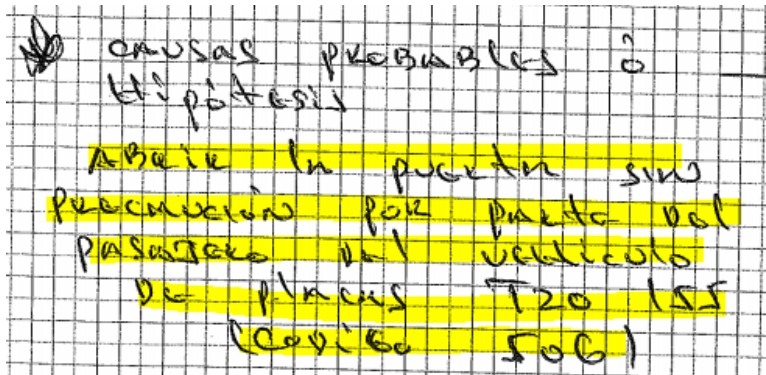 CAUSAS PROBABLES ó
Hipótesis
ABRIR la puerta sin
PRECAUCIÓN POR PARTE DEL
PASAJERO DEL VEHICULO
DE PLACAS T20 155
(CODIGO 506)